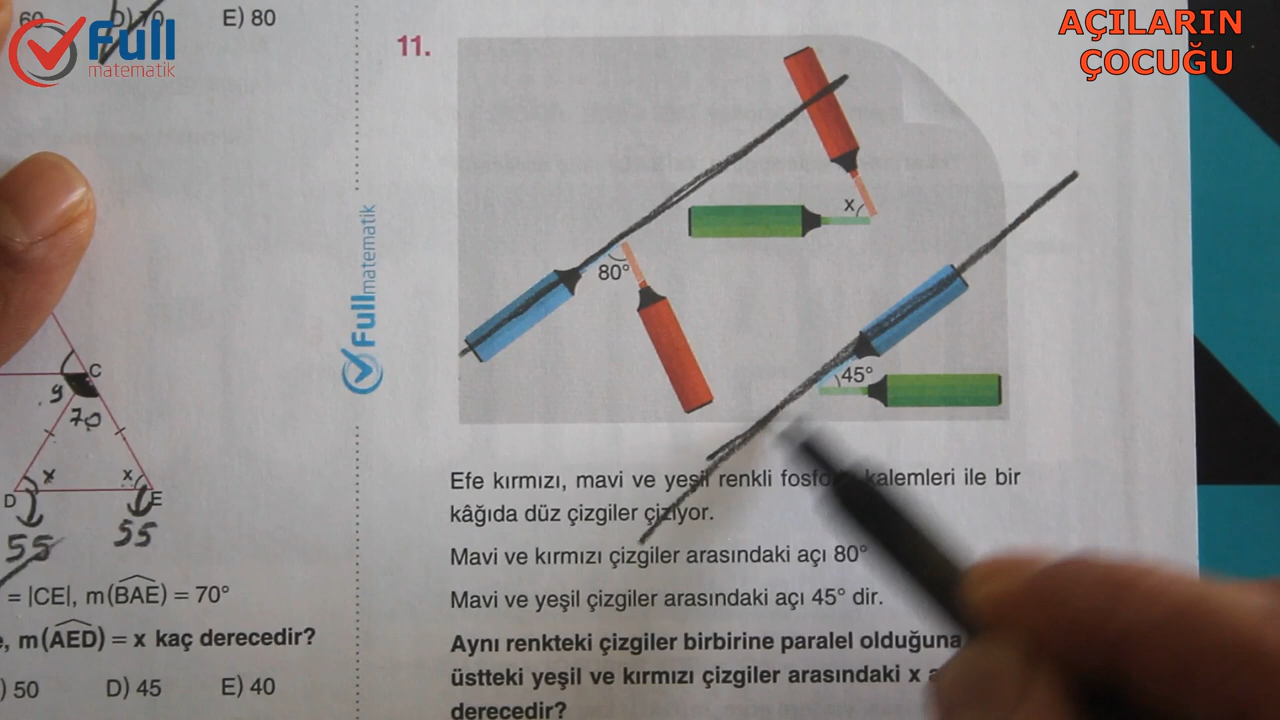 60
D) 70
E) 80
Full
matematik
AÇILARIN
ÇOCUĞU
11.
x
80°
45°
Full matematik
C
70
x
x
D
E
55
55
Efe kırmızı, mavi ve yeşil renkli kalemleri ile bir
kâğıda düz çizgiler çiziyor.
Mavi ve kırmızı çizgiler arasındaki açı 80°
Mavi ve yeşil çizgiler arasındaki açı 45° dir.
Aynı renkteki çizgiler birbirine paralel olduğuna
üstteki yeşil ve kırmızı çizgiler arasındaki x
derecedir?
= |CE|, m(BAE) = 70°
m(AED) = x kaç derecedir?
) 50
D) 45
E) 40